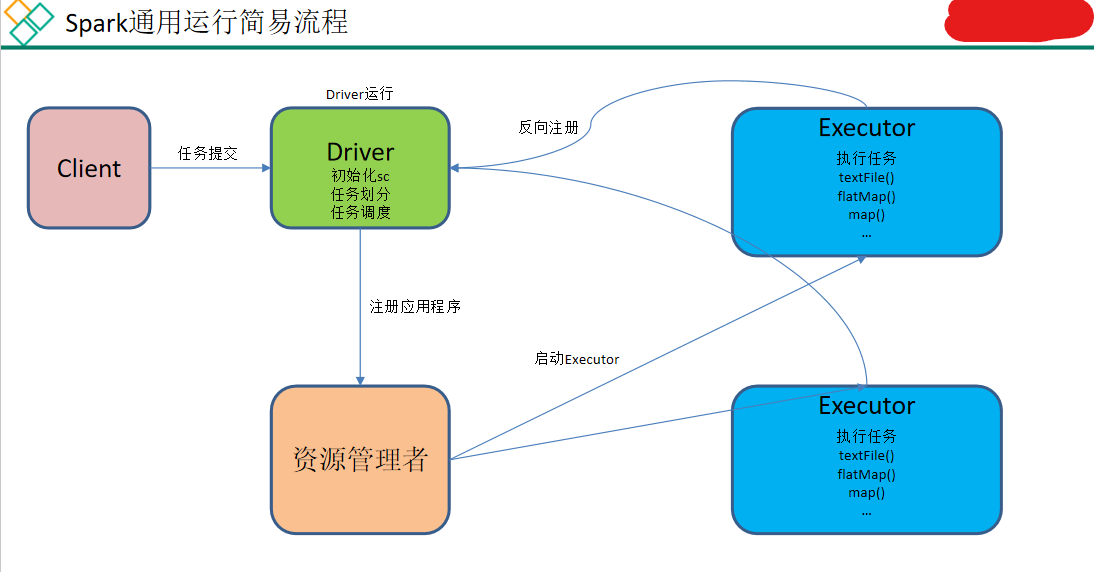 Spark通用运行简易流程
Driver运行
Client
任务提交
Driver
初始化sc
任务划分
任务调度
反向注册
Executor
执行任务
textFile()
flatMap()
map()
...
注册应用程序
启动Executor
资源管理者
Executor
执行任务
textFile()
flatMap()
map()
...